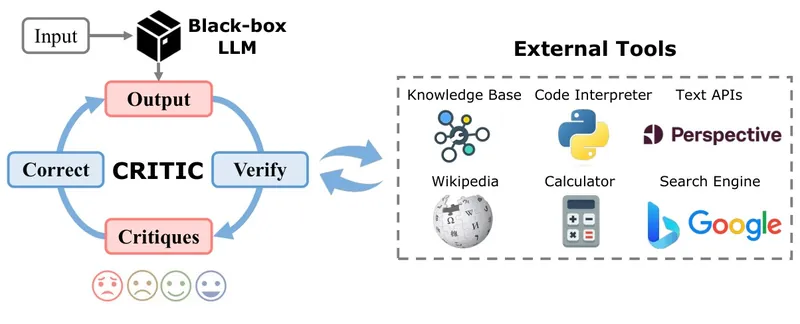 Input
Black-box
LLM
Output
Correct
CRITIC
Verify
Critiques
External Tools
Knowledge Base
Code Interpreter
Text APIs
Perspective
Wikipedia
Calculator
Search Engine
Google